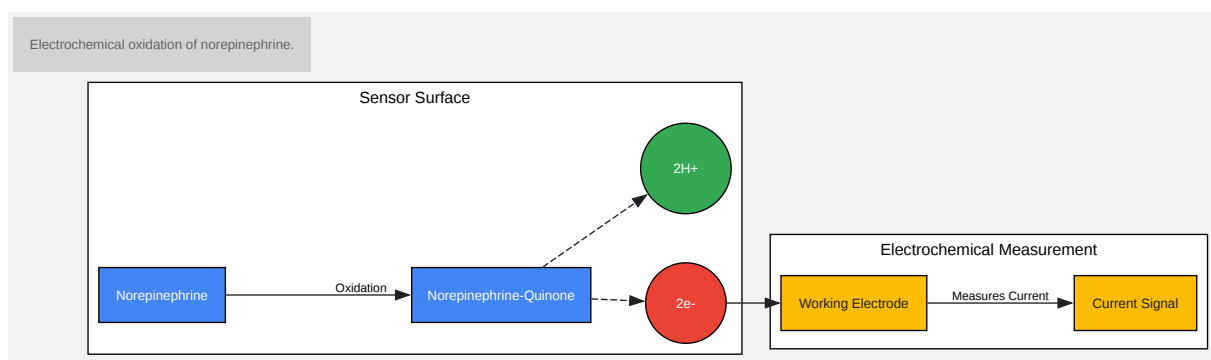 Electrochemical oxidation of norepinephrine.
Sensor Surface
2H+
Norepinephrine
Oxidation
Norepinephrine-Quinone
2e-
Electrochemical Measurement
Working Electrode
Measures Current
Current Signal